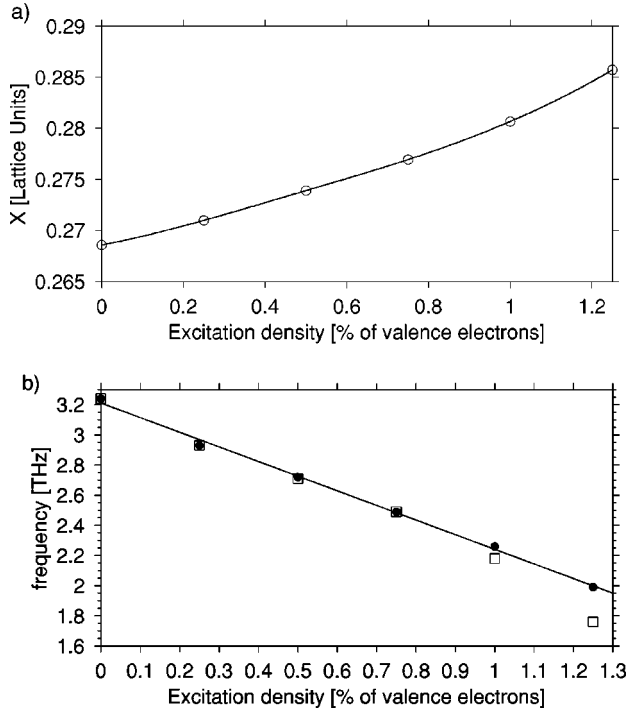 a)
0.29
0.285
0.28
0.275
0.27
0.265
X [Lattice Units]
0 0.2 0.4 0.6 0.8 1 1.2
Excitation density [% of valence electrons]
b)
3.2
3
2.8
2.6
2.4
2.2
2
1.8
1.6
frequency [THz]
0 0.1 0.2 0.3 0.4 0.5 0.6 0.7 0.8 0.9 1 1.1 1.2 1.3
Excitation density [% of valence electrons]